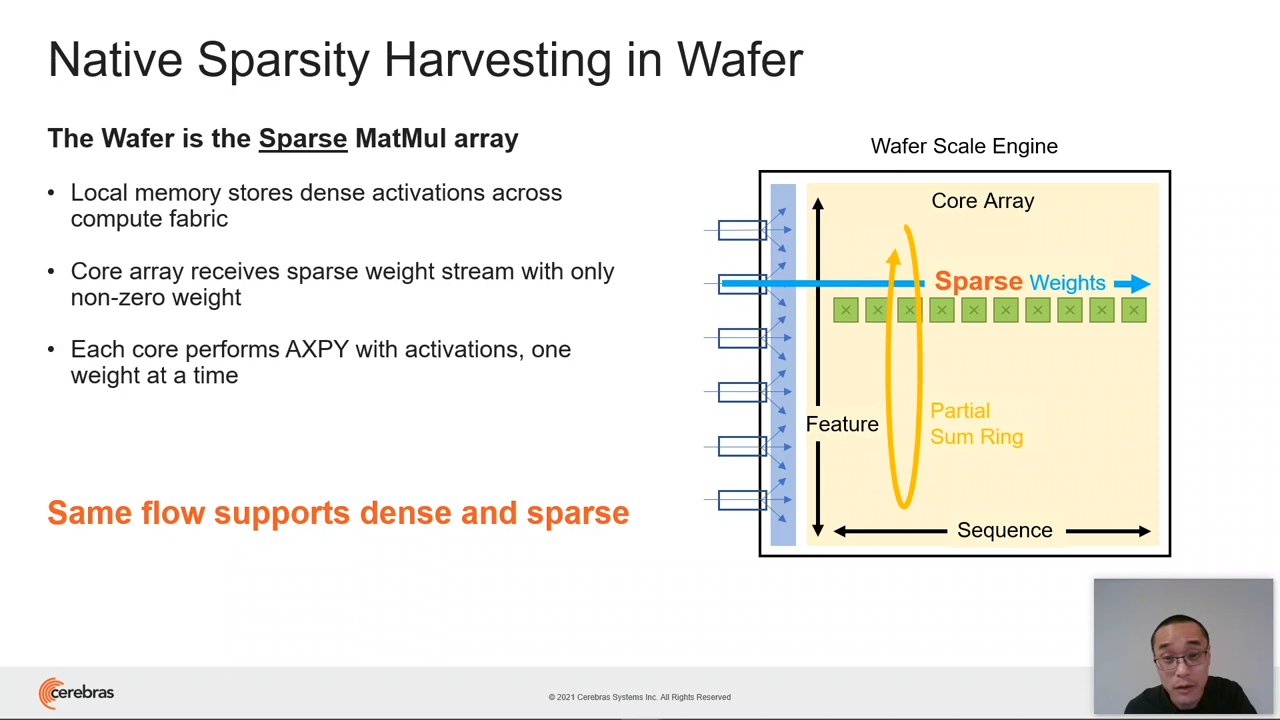 Native Sparsity Harvesting in Wafer
The Wafer is the Sparse MatMul array
• Local memory stores dense activations across
compute fabric
• Core array receives sparse weight stream with only
non-zero weight
• Each core performs AXPY with activations, one
weight at a time
Same flow supports dense and sparse
Wafer Scale Engine
Core Array
Sparse Weights
Feature
Partial
Sum Ring
Sequence
cerebras
© 2021 Cerebras Systems Inc. All Rights Reserved